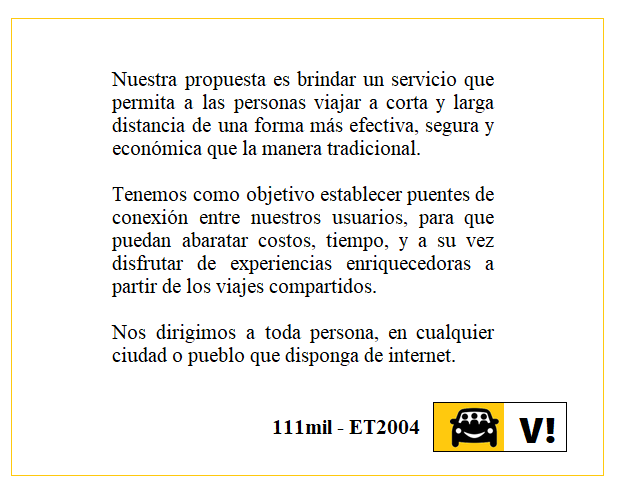 Nuestra propuesta es brindar un servicio que
permita a las personas viajar a corta y larga
distancia de una forma más efectiva, segura y
económica que la manera tradicional.
Tenemos como objetivo establecer puentes de
conexión entre nuestros usuarios, para que
puedan abaratar costos, tiempo, y a su vez
disfrutar de experiencias enriquecedoras a
partir de los viajes compartidos.
Nos dirigimos a toda persona, en cualquier
ciudad o pueblo que disponga de internet.
111mil - ET2004 V!